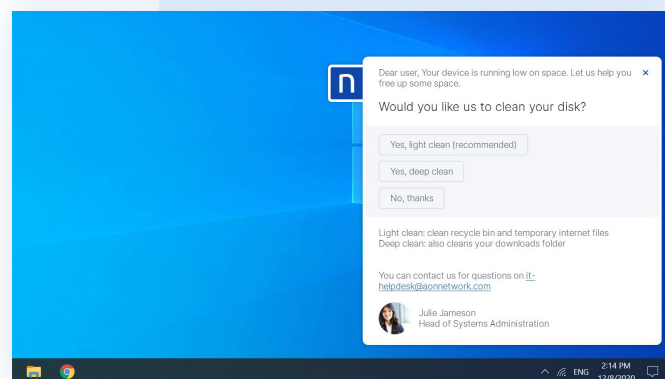 n
Dear user, Your device is running low on space. Let us help you
free up some space.
Would you like us to clean your disk?
Yes, light clean (recommended)
Yes, deep clean
No, thanks
Light clean: clean recycle bin and temporary internet files
Deep clean: also cleans your downloads folder
You can contact us for questions on it-
helpdesk@aonnetwork.com
Julie Jameson
Head of Systems Administration
ENG
2:14 PM
12/8/2020